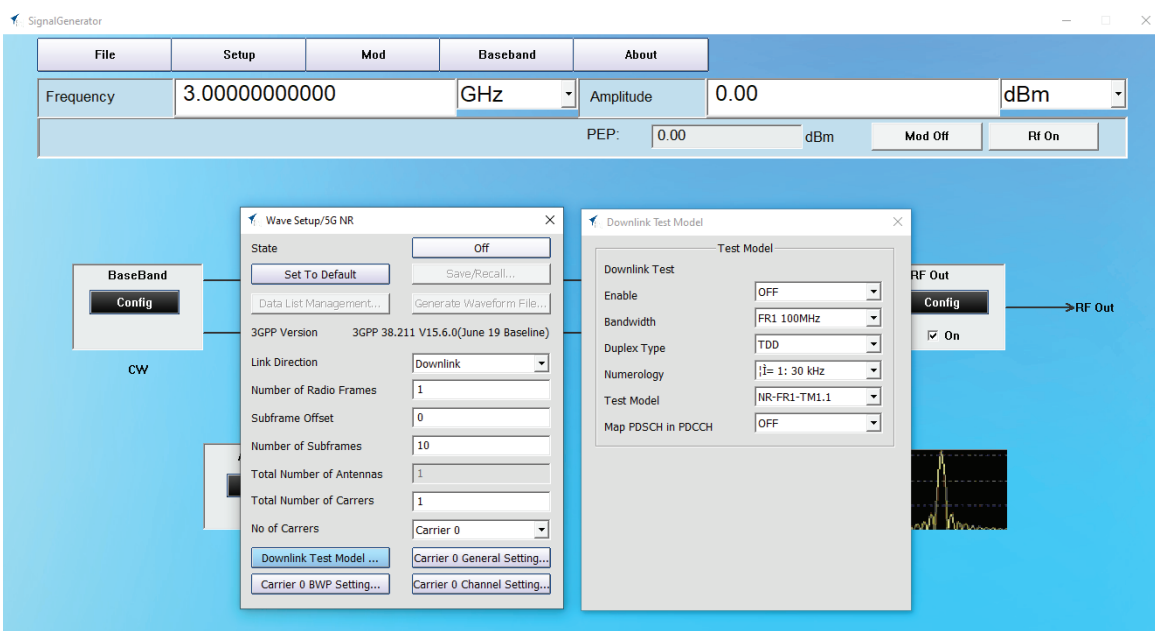 SignalGenerator
File Setup Mod Baseband About
Frequency 3.00000000000 GHz Amplitude 0.00 dBm
PEP: 0.00 dBm Mod Off Rf On
Wave Setup/5G NR
State Off
Set To Default Save/Recall...
Data List Management... Generate Waveform File...
3GPP Version 3GPP 38.211 V15.6.0(June 19 Baseline)
Link Direction Downlink
Number of Radio Frames 1
Subframe Offset 0
Number of Subframes 10
Total Number of Antennas 1
Total Number of Carrers 1
No of Carrers Carrier 0
Downlink Test Model ... Carrier 0 General Setting...
Carrier 0 BWP Setting... Carrier 0 Channel Setting...
Downlink Test Model
Test Model
Downlink Test
Enable OFF
Bandwidth FR1 100MHz
Duplex Type TDD
Numerology ¦Ì= 1: 30 kHz
Test Model NR-FR1-TM1.1
Map PDSCH in PDCCH OFF
BaseBand
Config
CW
RF Out
Config
On
RF Out